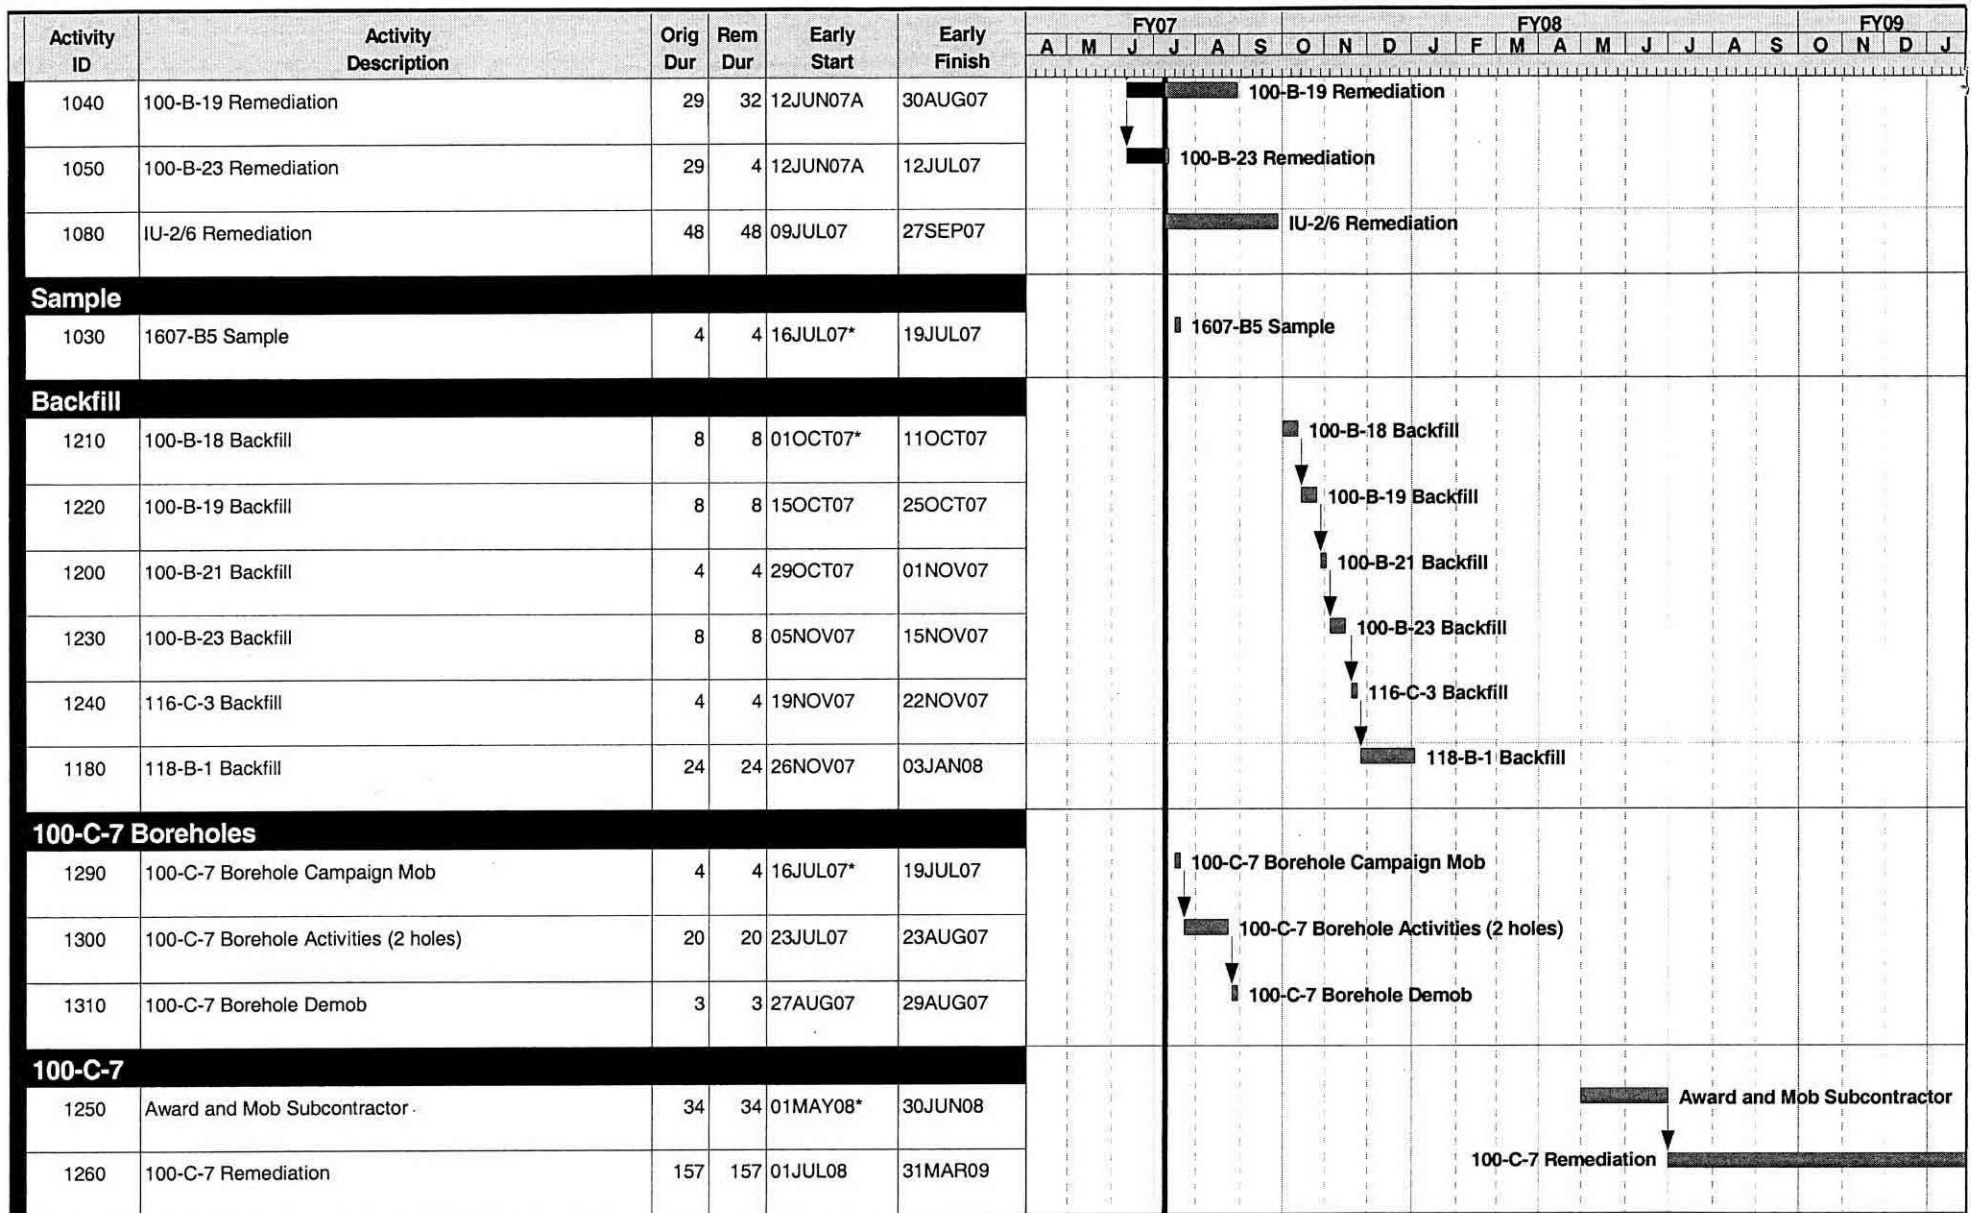 Activity ID Activity Description Orig Dur Rem Dur Early Start Early Finish
FY07 FY08 FY09
A M J J A S O N D J F M A M J J A S O N D J
1040 100-B-19 Remediation 29 32 12JUN07A 30AUG07 100-B-19 Remediation
1050 100-B-23 Remediation 29 4 12JUN07A 12JUL07 100-B-23 Remediation
1080 IU-2/6 Remediation 48 48 09JUL07 27SEP07 IU-2/6 Remediation
Sample
1030 1607-B5 Sample 4 4 16JUL07* 19JUL07 1607-B5 Sample
Backfill
1210 100-B-18 Backfill 8 8 01OCT07* 11OCT07 100-B-18 Backfill
1220 100-B-19 Backfill 8 8 15OCT07 25OCT07 100-B-19 Backfill
1200 100-B-21 Backfill 4 4 29OCT07 01NOV07 100-B-21 Backfill
1230 100-B-23 Backfill 8 8 05NOV07 15NOV07 100-B-23 Backfill
1240 116-C-3 Backfill 4 4 19NOV07 22NOV07 116-C-3 Backfill
1180 118-B-1 Backfill 24 24 26NOV07 03JAN08 118-B-1 Backfill
100-C-7 Boreholes
1290 100-C-7 Borehole Campaign Mob 4 4 16JUL07* 19JUL07 100-C-7 Borehole Campaign Mob
1300 100-C-7 Borehole Activities (2 holes) 20 20 23JUL07 23AUG07 100-C-7 Borehole Activities (2 holes)
1310 100-C-7 Borehole Demob 3 3 27AUG07 29AUG07 100-C-7 Borehole Demob
100-C-7
1250 Award and Mob Subcontractor 34 34 01MAY08* 30JUN08 Award and Mob Subcontractor
1260 100-C-7 Remediation 157 157 01JUL08 31MAR09 100-C-7 Remediation